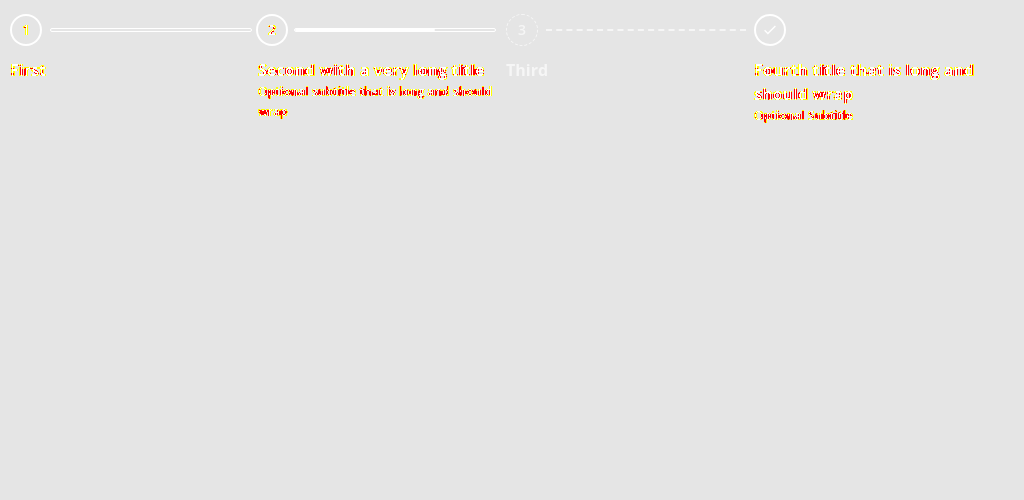 1
2
3
First
Second with a very long title
Optional subtitle that is long and should
wrap
Third
Fourth title that is long and
should wrap
Optional subtitle